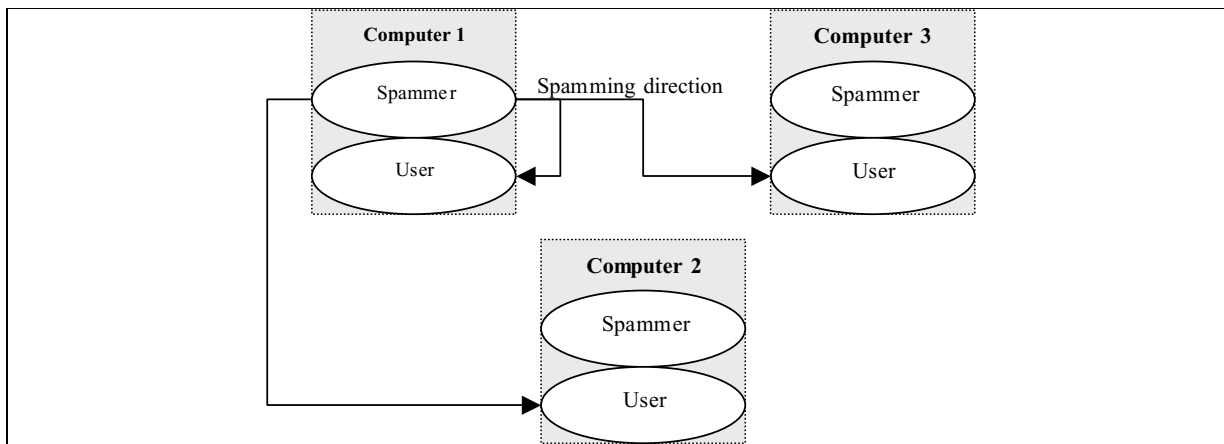 Computer 1
Spammer
User
Spamming direction
Computer 3
Spammer
User
Computer 2
Spammer
User